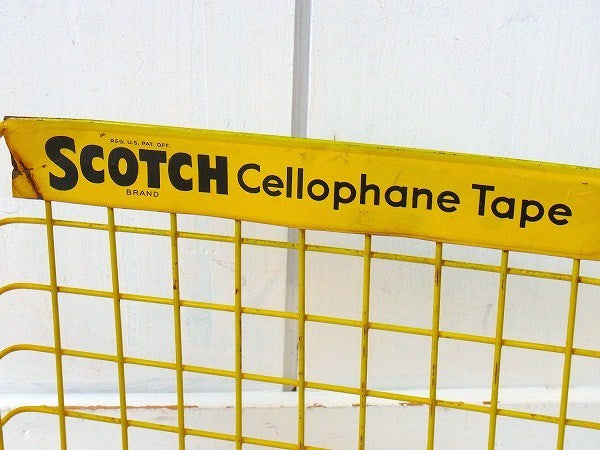 REG. U.S. PAT. OFF.
SCOTCH Cellophane Tape
BRAND